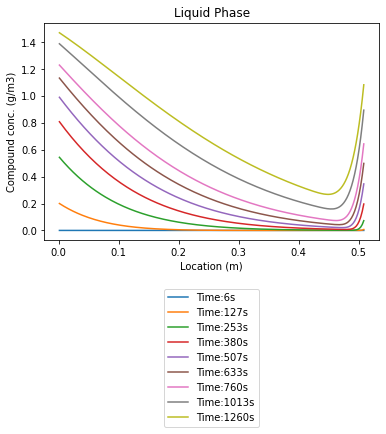 Liquid Phase
Compound conc. (g/m3)
1.4
1.2
1.0
0.8
0.6
0.4
0.2
0.0
0.0 0.1 0.2 0.3 0.4 0.5
Location (m)
Time:6s
Time:127s
Time:253s
Time:380s
Time:507s
Time:633s
Time:760s
Time:1013s
Time:1260s